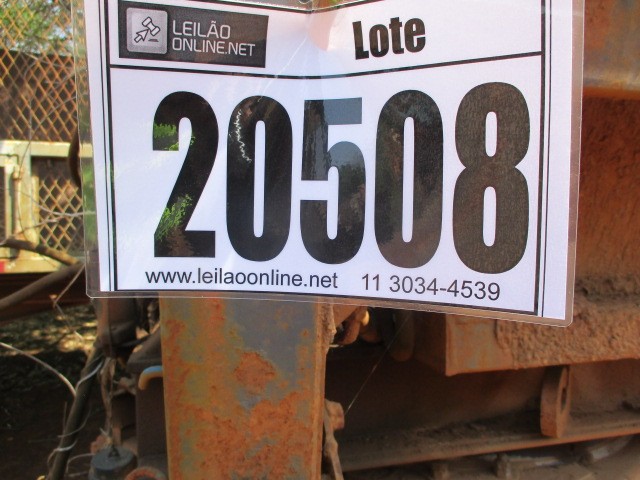 LEILÃO
ONLINE.NET
Lote
20508
www.leilaoonline.net 11 3034-4539